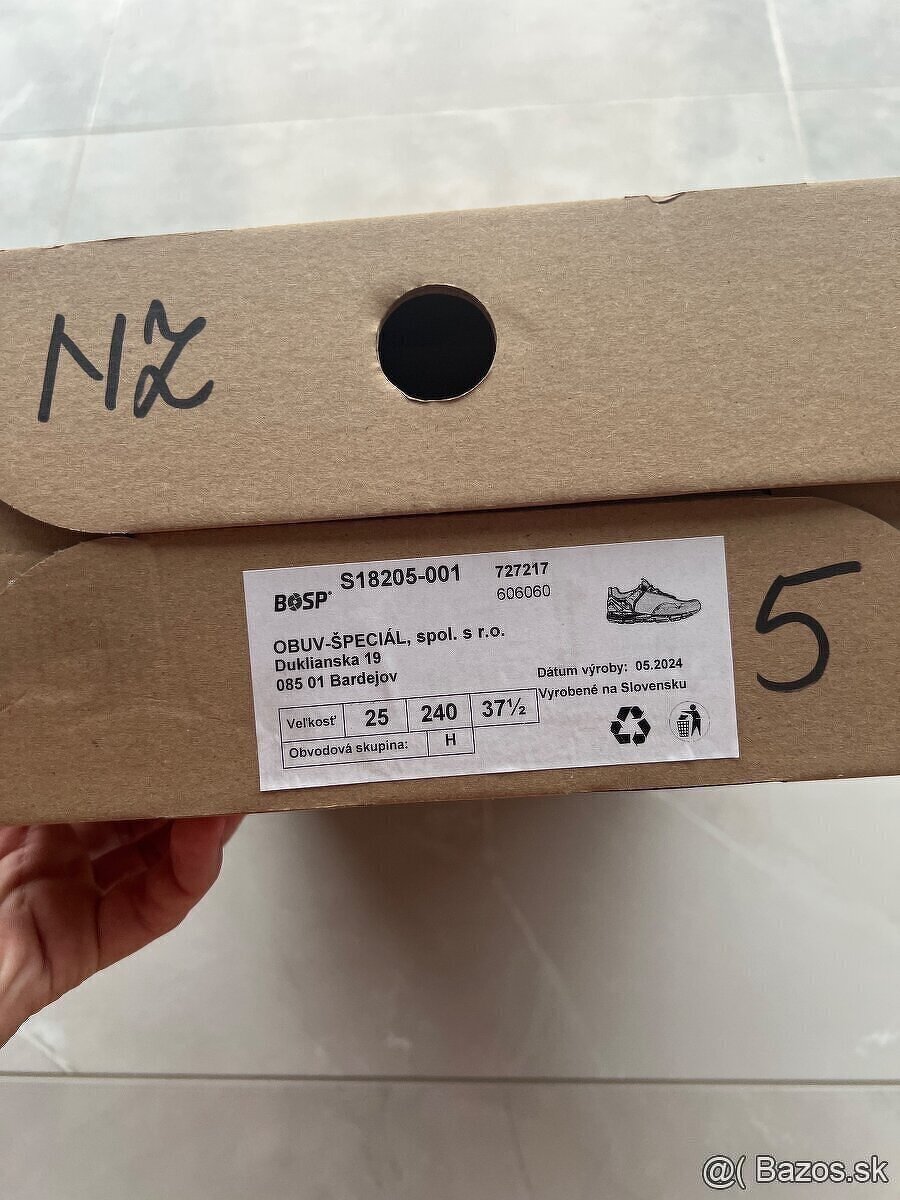 NZ
BOSP® S18205-001 727217
606060
OBUV-ŠPECIÁL, spol. s r.o.
Duklianska 19
085 01 Bardejov
Dátum výroby: 05.2024
Vyrobené na Slovensku
Veľkosť 25 240 37½
Obvodová skupina: H
5
@( Bazos.sk